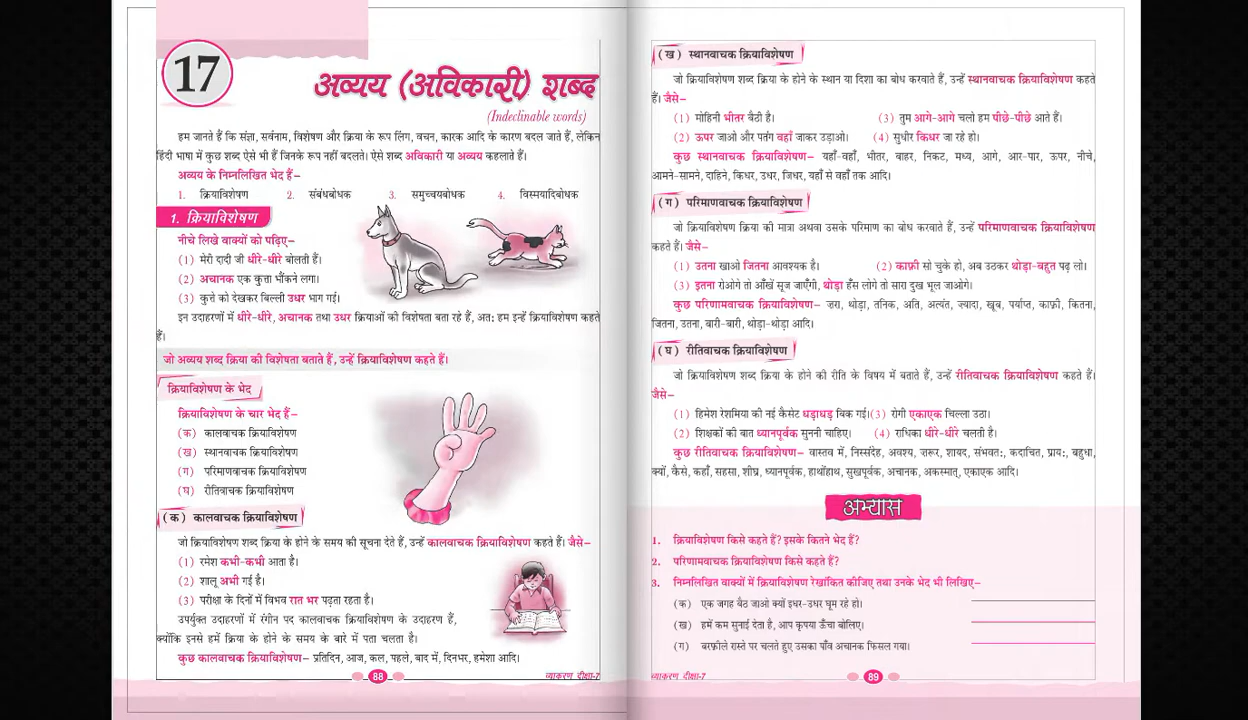 17
अव्यय (अविकारी) शब्द
(Indeclinable words)
हम जानते हैं कि संज्ञा, सर्वनाम, विशेषण और क्रिया के रूप लिंग, वचन, कारक आदि के कारण बदल जाते हैं, लेकिन
हिंदी भाषा में कुछ शब्द ऐसे भी हैं जिनके रूप नहीं बदलते। ऐसे शब्द अविकारी या अव्यय कहलाते हैं।
अव्यय के निम्नलिखित भेद हैं–
1. क्रियाविशेषण 2. संबंधबोधक 3. समुच्चयबोधक 4. विस्मयादिबोधक
1. क्रियाविशेषण
नीचे लिखे वाक्यों को पढ़िए–
(1) मेरी दादी जी धीरे-धीरे बोलती हैं।
(2) अचानक एक कुत्ता भौंकने लगा।
(3) कुत्ते को देखकर बिल्ली उधर भाग गई।
इन उदाहरणों में धीरे-धीरे, अचानक तथा उधर क्रियाओं की विशेषता बता रहे हैं, अत: हम इन्हें क्रियाविशेषण कहते
हैं।
जो अव्यय शब्द क्रिया की विशेषता बताते हैं, उन्हें क्रियाविशेषण कहते हैं।
क्रियाविशेषण के भेद
क्रियाविशेषण के चार भेद हैं–
(क) कालवाचक क्रियाविशेषण
(ख) स्थानवाचक क्रियाविशेषण
(ग) परिमाणवाचक क्रियाविशेषण
(घ) रीतिवाचक क्रियाविशेषण
(क) कालवाचक क्रियाविशेषण
जो क्रियाविशेषण शब्द क्रिया के होने के समय की सूचना देते हैं, उन्हें कालवाचक क्रियाविशेषण कहते हैं। जैसे–
(1) रमेश कभी-कभी आता है।
(2) शालू अभी गई है।
(3) परीक्षा के दिनों में विभव रात भर पढ़ता रहता है।
उपर्युक्त उदाहरणों में रंगीन पद कालवाचक क्रियाविशेषण के उदाहरण हैं,
क्योंकि इनसे हमें क्रिया के होने के समय के बारे में पता चलता है।
कुछ कालवाचक क्रियाविशेषण– प्रतिदिन, आज, कल, पहले, बाद में, दिनभर, हमेशा आदि।
88
व्याकरण दीक्षा-7
(ख) स्थानवाचक क्रियाविशेषण
जो क्रियाविशेषण शब्द क्रिया के होने के स्थान या दिशा का बोध करवाते हैं, उन्हें स्थानवाचक क्रियाविशेषण कहते
हैं। जैसे–
(1) मोहिनी भीतर बैठी है। (3) तुम आगे-आगे चलो हम पीछे-पीछे आते हैं।
(2) ऊपर जाओ और पतंग वहाँ जाकर उड़ाओ। (4) सुधीर किधर जा रहे हो।
कुछ स्थानवाचक क्रियाविशेषण– यहाँ-वहाँ, भीतर, बाहर, निकट, मध्य, आगे, आर-पार, ऊपर, नीचे,
आमने-सामने, दाहिने, किधर, उधर, जिधर, यहाँ से वहाँ तक आदि।
(ग) परिमाणवाचक क्रियाविशेषण
जो क्रियाविशेषण क्रिया की मात्रा अथवा उसके परिमाण का बोध करवाते हैं, उन्हें परिमाणवाचक क्रियाविशेषण
कहते हैं। जैसे–
(1) उतना खाओ जितना आवश्यक है। (2) काफ़ी सो चुके हो, अब उठकर थोड़ा-बहुत पढ़ लो।
(3) इतना रोओगे तो आँखें सूज जाएँगी, थोड़ा हँस लोगे तो सारा दुख भूल जाओगे।
कुछ परिणामवाचक क्रियाविशेषण– ज़रा, थोड़ा, तनिक, अति, अत्यंत, ज्यादा, खूब, पर्याप्त, काफ़ी, कितना,
जितना, उतना, बारी-बारी, थोड़ा-थोड़ा आदि।
(घ) रीतिवाचक क्रियाविशेषण
जो क्रियाविशेषण शब्द क्रिया के होने की रीति के विषय में बताते हैं, उन्हें रीतिवाचक क्रियाविशेषण कहते हैं।
जैसे–
(1) हिमेश रेशमिया की नई कैसेट धड़ाधड़ बिक गई। (3) रोगी एकाएक चिल्ला उठा।
(2) शिक्षकों की बात ध्यानपूर्वक सुननी चाहिए। (4) राधिका धीरे-धीरे चलती है।
कुछ रीतिवाचक क्रियाविशेषण– वास्तव में, निस्संदेह, अवश्य, ज़रूर, शायद, संभवत:, कदाचित, प्राय:, बहुधा,
क्यों, कैसे, कहाँ, सहसा, शीघ्र, ध्यानपूर्वक, हाथोंहाथ, सुखपूर्वक, अचानक, अकस्मात्, एकाएक आदि।
अभ्यास
1. क्रियाविशेषण किसे कहते हैं? इसके कितने भेद हैं?
2. परिणामवाचक क्रियाविशेषण किसे कहते हैं?
3. निम्नलिखित वाक्यों में क्रियाविशेषण रेखांकित कीजिए तथा उनके भेद भी लिखिए–
(क) एक जगह बैठ जाओ क्यों इधर-उधर घूम रहे हो।
(ख) हमें कम सुनाई देता है, आप कृपया ऊँचा बोलिए।
(ग) बरफ़ीले रास्ते पर चलते हुए उसका पाँव अचानक फिसल गया।
व्याकरण दीक्षा-7
89